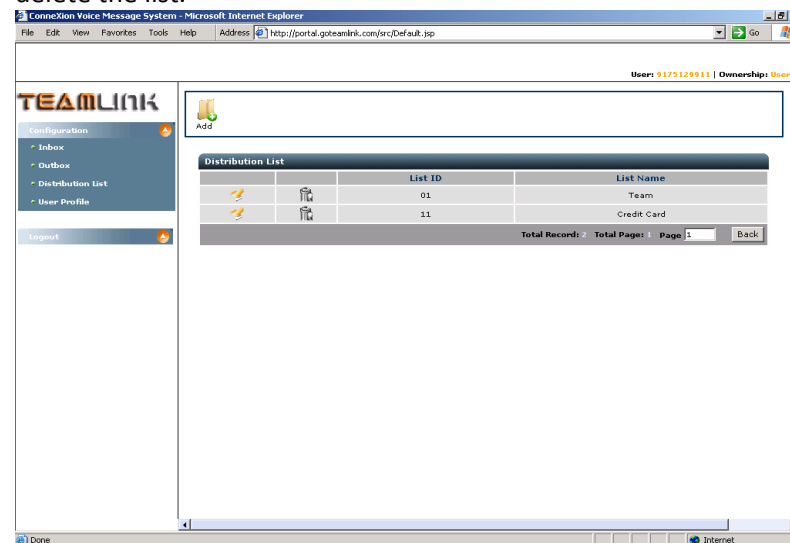 delete the list.
ConneXion Voice Message System - Microsoft Internet Explorer
File Edit View Favorites Tools Help Address http://portal.goteamlink.com/src/Default.jsp Go
User: 9175129911 | Ownership: User
TEAMLINK
Add
Configuration
Inbox
Outbox
Distribution List
User Profile
Logout
Distribution List
List ID List Name
01 Team
11 Credit Card
Total Record: 2 Total Page: 1 Page 1 Back
Done Internet